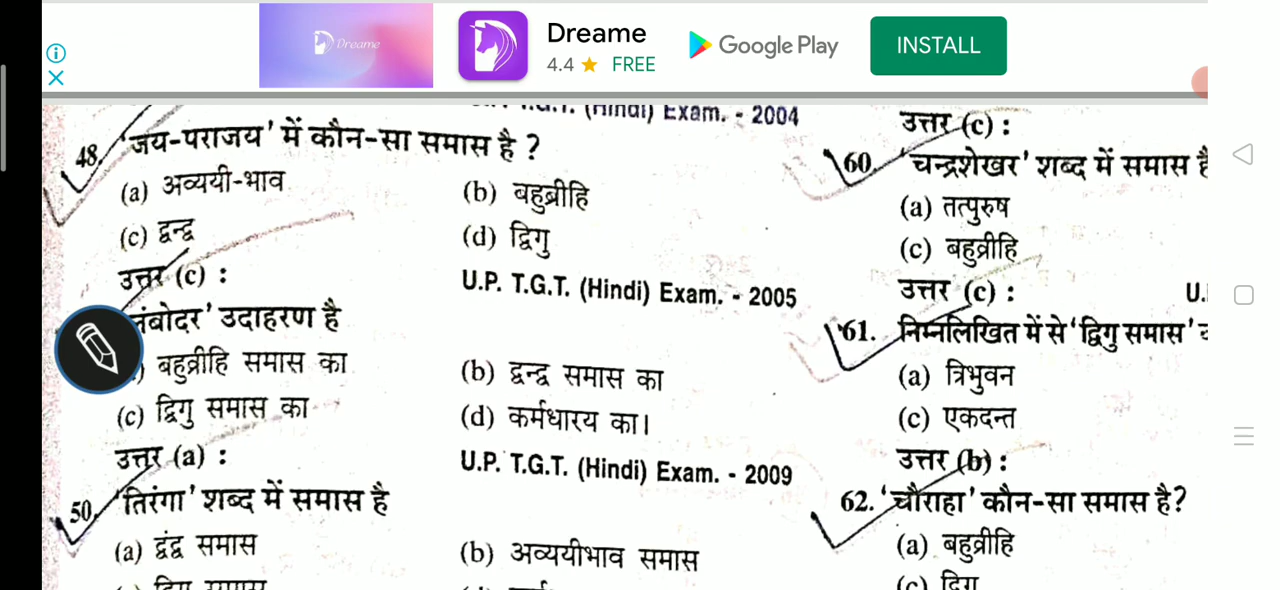 Dreame
Dreame
4.4 ★ FREE
Google Play
INSTALL
(Hindi) Exam. - 2004
48. 'जय-पराजय' में कौन-सा समास है ?
(a) अव्ययी-भाव
(b) बहुब्रीहि
(c) द्वन्द्व
(d) द्विगु
उत्तर (c) :
U.P. T.G.T. (Hindi) Exam. - 2005
उदाहरण है
बहुव्रीहि समास का
(b) द्वन्द्व समास का
(c) द्विगु समास का
(d) कर्मधारय का।
उत्तर (a) :
U.P. T.G.T. (Hindi) Exam. - 2009
50. 'तिरंगा' शब्द में समास है
(a) द्वंद्व समास
(b) अव्ययीभाव समास
उत्तर (c) :
60. 'चन्द्रशेखर' शब्द में समास है
(a) तत्पुरुष
(c) बहुव्रीहि
उत्तर (c) :
61. निम्नलिखित में से 'द्विगु समास'
(a) त्रिभुवन
(c) एकदन्त
उत्तर (b) :
62. 'चौराहा' कौन-सा समास है?
(a) बहुव्रीहि